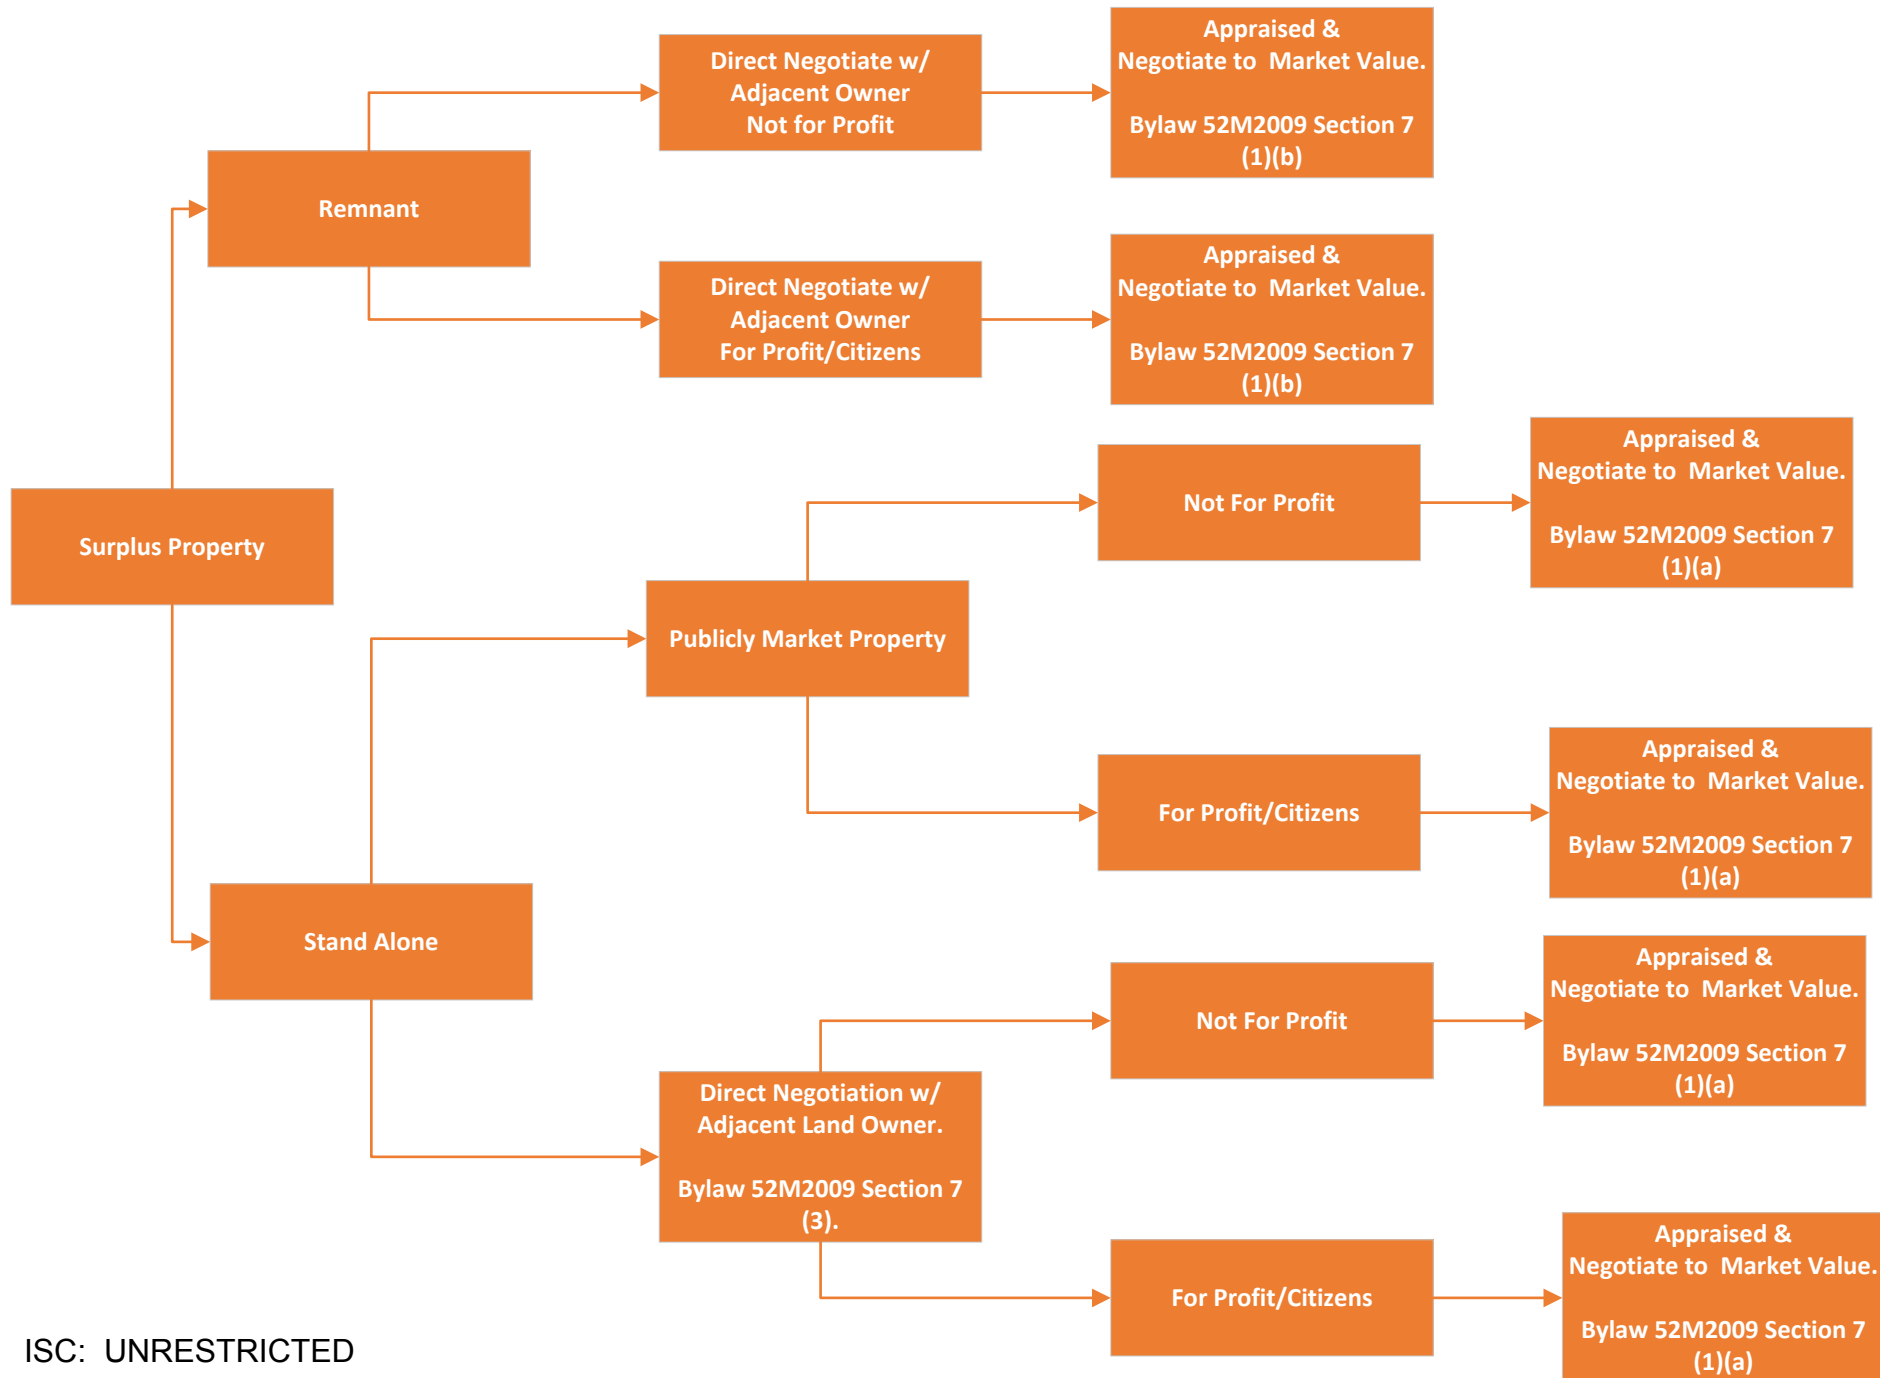 Surplus Property
Remnant
Direct Negotiate w/
Adjacent Owner
Not for Profit
Appraised &
Negotiate to  Market Value.
Bylaw 52M2009 Section 7
(1)(b)
Direct Negotiate w/
Adjacent Owner
For Profit/Citizens
Appraised &
Negotiate to  Market Value.
Bylaw 52M2009 Section 7
(1)(b)
Stand Alone
Publicly Market Property
Not For Profit
Appraised &
Negotiate to  Market Value.
Bylaw 52M2009 Section 7
(1)(a)
For Profit/Citizens
Appraised &
Negotiate to  Market Value.
Bylaw 52M2009 Section 7
(1)(a)
Direct Negotiation w/
Adjacent Land Owner.
Bylaw 52M2009 Section 7
(3).
Not For Profit
Appraised &
Negotiate to  Market Value.
Bylaw 52M2009 Section 7
(1)(a)
For Profit/Citizens
Appraised &
Negotiate to  Market Value.
Bylaw 52M2009 Section 7
(1)(a)
ISC:  UNRESTRICTED